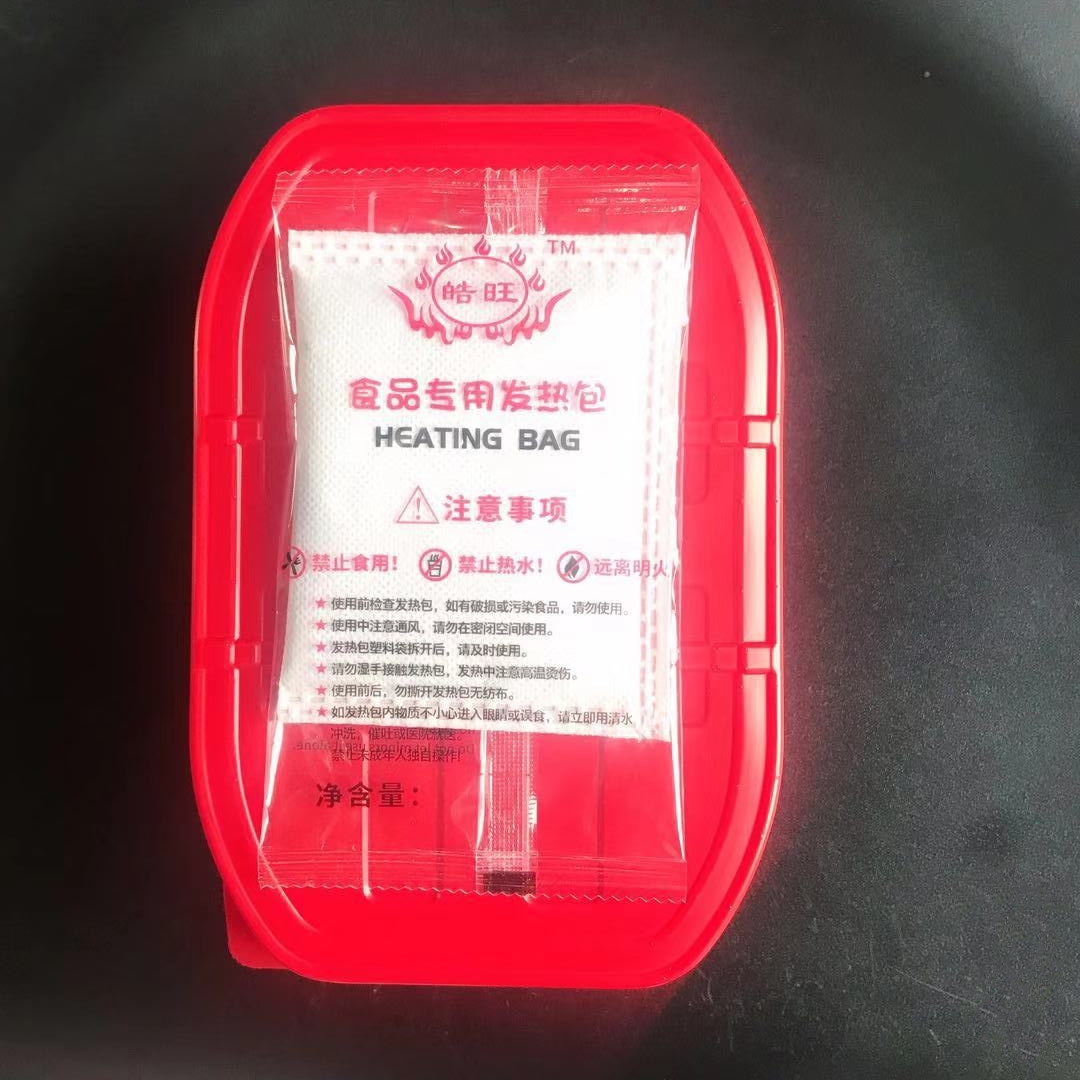 TM
皓旺
食品专用发热包
HEATING BAG
注意事项
禁止食用! 禁止热水! 远离明火
★使用前检查发热包，如有破损或污染食品，请勿使用。
★使用中注意通风，请勿在密闭空间使用。
★发热包塑料袋拆开后，请及时使用。
★请勿湿手接触发热包，发热中注意高温烫伤。
★使用前后，勿撕开发热包无纺布。
★如发热包内物质不小心进入眼睛或误食，请立即用清水
冲洗，催吐或医院就医。
Do not let minors use it alone.
禁止未成年人独自操作!
净含量：